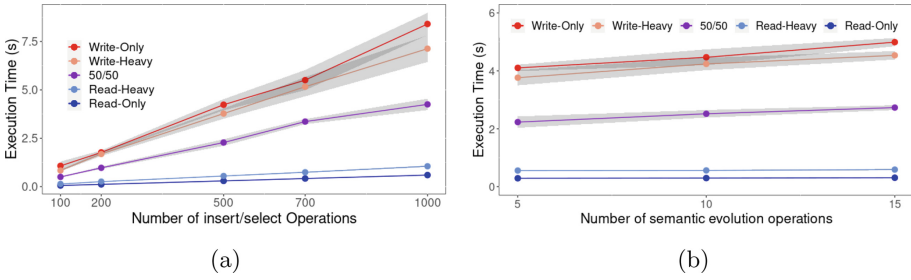 Execution Time (s)
7.5
5.0
2.5
0.0
Write-Only
Write-Heavy
50/50
Read-Heavy
Read-Only
100
200
500
700
1000
Number of insert/select Operations
(a)
Execution Time (s)
6
4
2
0
Write-Only Write-Heavy 50/50 Read-Heavy Read-Only
5
10
15
Number of semantic evolution operations
(b)